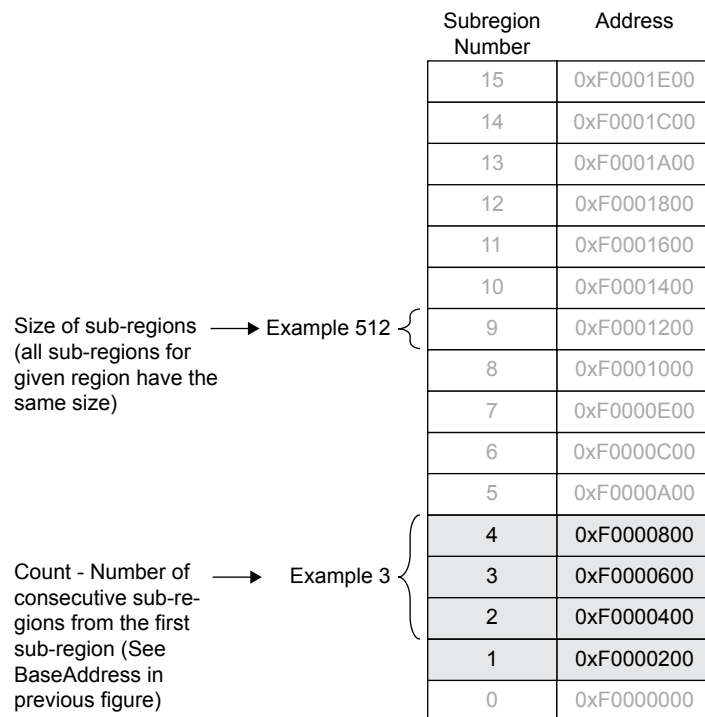 Subregion Number Address
15 0xF0001E00
14 0xF0001C00
13 0xF0001A00
12 0xF0001800
11 0xF0001600
10 0xF0001400
Size of sub-regions
(all sub-regions for
given region have the
same size)
Example 512
9 0xF0001200
8 0xF0001000
7 0xF0000E00
6 0xF0000C00
5 0xF0000A00
4 0xF0000800
Count - Number of
consecutive sub-re-
gions from the first
sub-region (See
BaseAddress in
previous figure)
Example 3
3 0xF0000600
2 0xF0000400
1 0xF0000200
0 0xF0000000